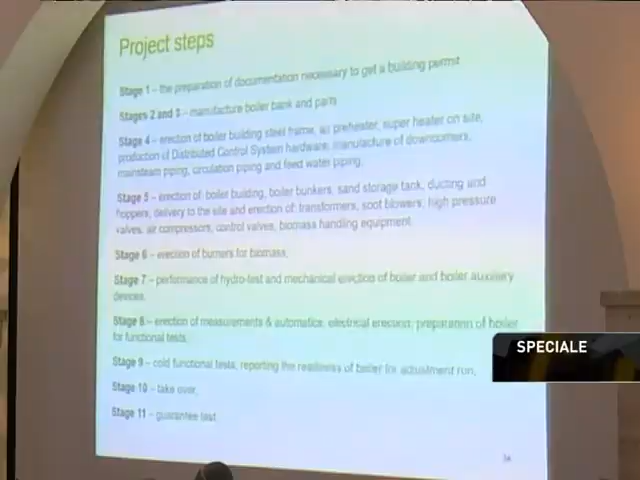 Project steps
Stage 1 – the preparation of documentation necessary to get a building permit
Stages 2 and 3 – manufacture boiler bank and parts
Stage 4 – erection of boiler building steel frame, air preheater, super heater on site,
production of Distributed Control System hardware, manufacture of downcomers,
mainsteam piping, circulation piping and feed water piping,
Stage 5 – erection of: boiler building, boiler bunkers, sand storage tank, ducting and
hoppers, delivery to the site and erection of: transformers, soot blowers, high pressure
valves, air compressors, control valves, biomass handling equipment,
Stage 6 – erection of burners for biomass,
Stage 7 – performance of hydro-test and mechanical erection of boiler and boiler auxiliary
devices,
Stage 8 – erection of measurements & automatics, electrical erection, preparation of boiler
for functional tests,
Stage 9 – cold functional tests, reporting the readiness of boiler for adjustment run,
Stage 10 – take over,
Stage 11 – guarantee test
SPECIALE